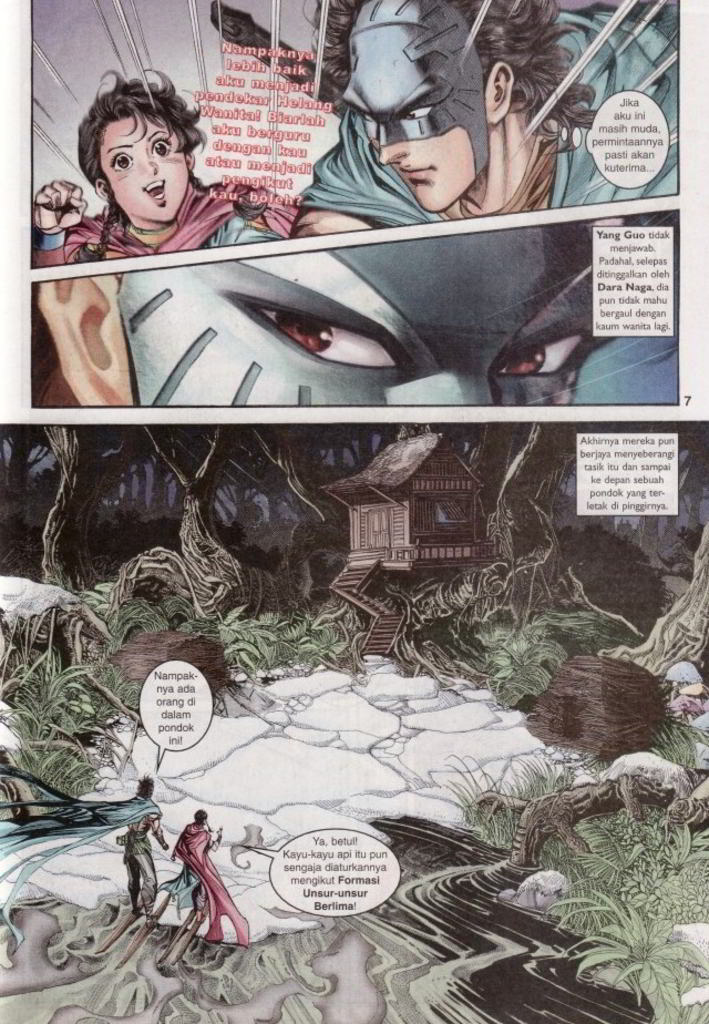 Nampaknya
lebih baik
aku menjadi
pendekar Helang
Wanita! Biarlah
aku berguru
dengan kau
atau menjadi
pengikut
kau, boleh?
Jika
aku ini
masih muda,
permintaannya
pasti akan
kuterima...
Yang Guo tidak
menjawab.
Padahal, selepas
ditinggalkan oleh
Dara Naga, dia
pun tidak mahu
bergaul dengan
kaum wanita lagi.
7
Akhirnya mereka pun
berjaya menyeberangi
tasik itu dan sampai
ke depan sebuah
pondok yang ter-
letak di pinggirnya.
Nampak-
nya ada
orang di
dalam
pondok
ini!
Ya, betul!
Kayu-kayu api itu pun
sengaja diaturkannya
mengikut Formasi
Unsur-unsur
Berlima!